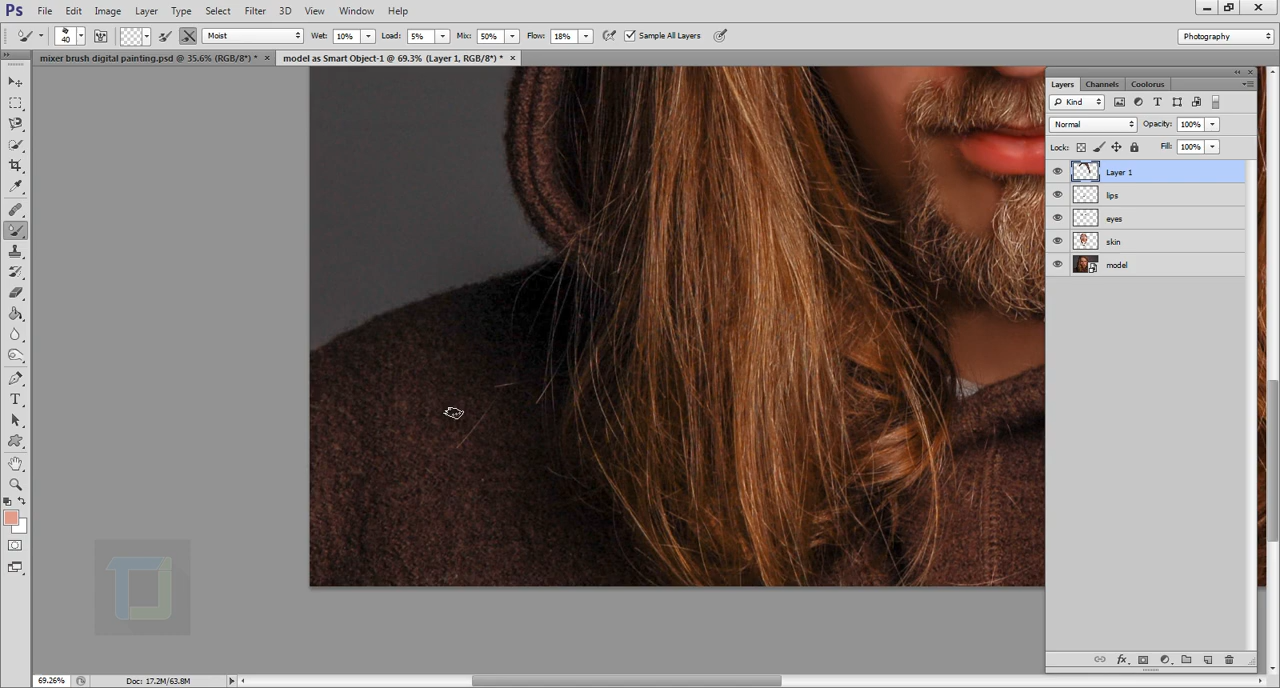 Ps File Edit Image Layer Type Select Filter 3D View Window Help
40 Moist Wet: 10% Load: 5% Mix: 50% Flow: 18% Sample All Layers Photography
mixer brush digital painting.psd @ 35.6% (RGB/8*) * × model as Smart Object-1 @ 69.3% (Layer 1, RGB/8*) * ×
Layers Channels Coolorus
Kind
Normal Opacity: 100%
Lock: Fill: 100%
Layer 1
lips
eyes
skin
model
69.26% Doc: 17.2M/63.8M